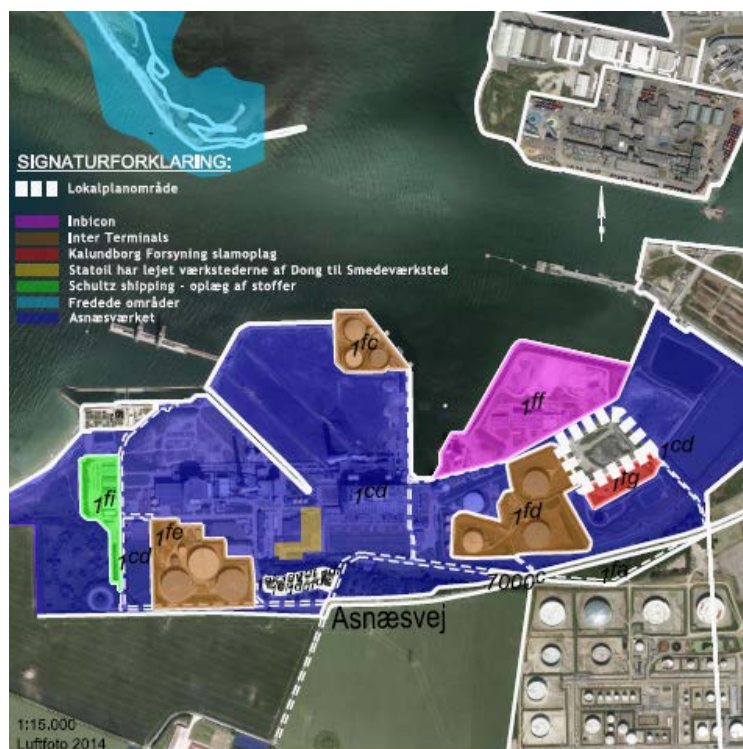 SIGNATURFORKLARING:
Lokalplanområde
Inbicon
Inter Terminals
Kalundborg Forsyning slamoplag
Statoil har lejet værkstederne af Dong til Smedeværksted
Schultz shipping - oplæg af stoffer
Fredede områder
Asnæsværket
1fc
1ff
1cd
1fi
1cd
1fg
1fd
1cd
1fe
7000c
1fa
Asnæsvej
1:15.000
Luftfoto 2014